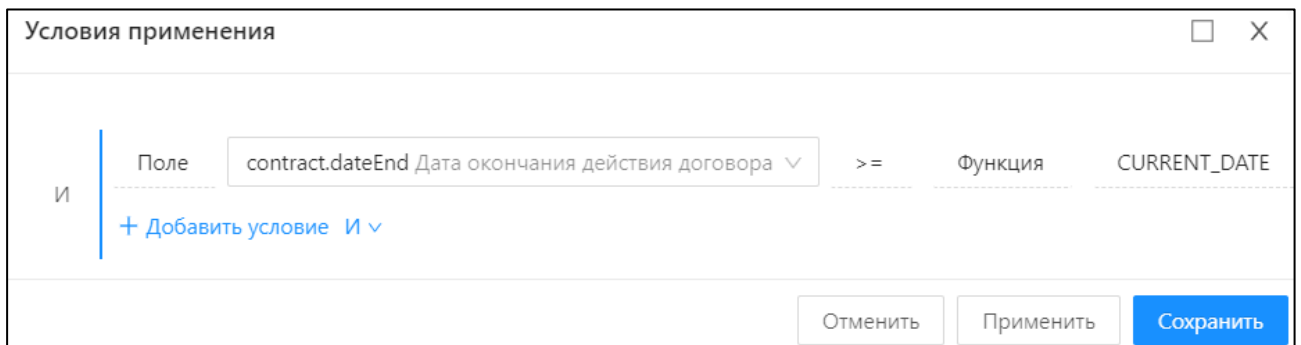 Условия применения
Поле contract.dateEnd Дата окончания действия договора >= Функция CURRENT_DATE
И
+ Добавить условие И
Отменить Применить Сохранить